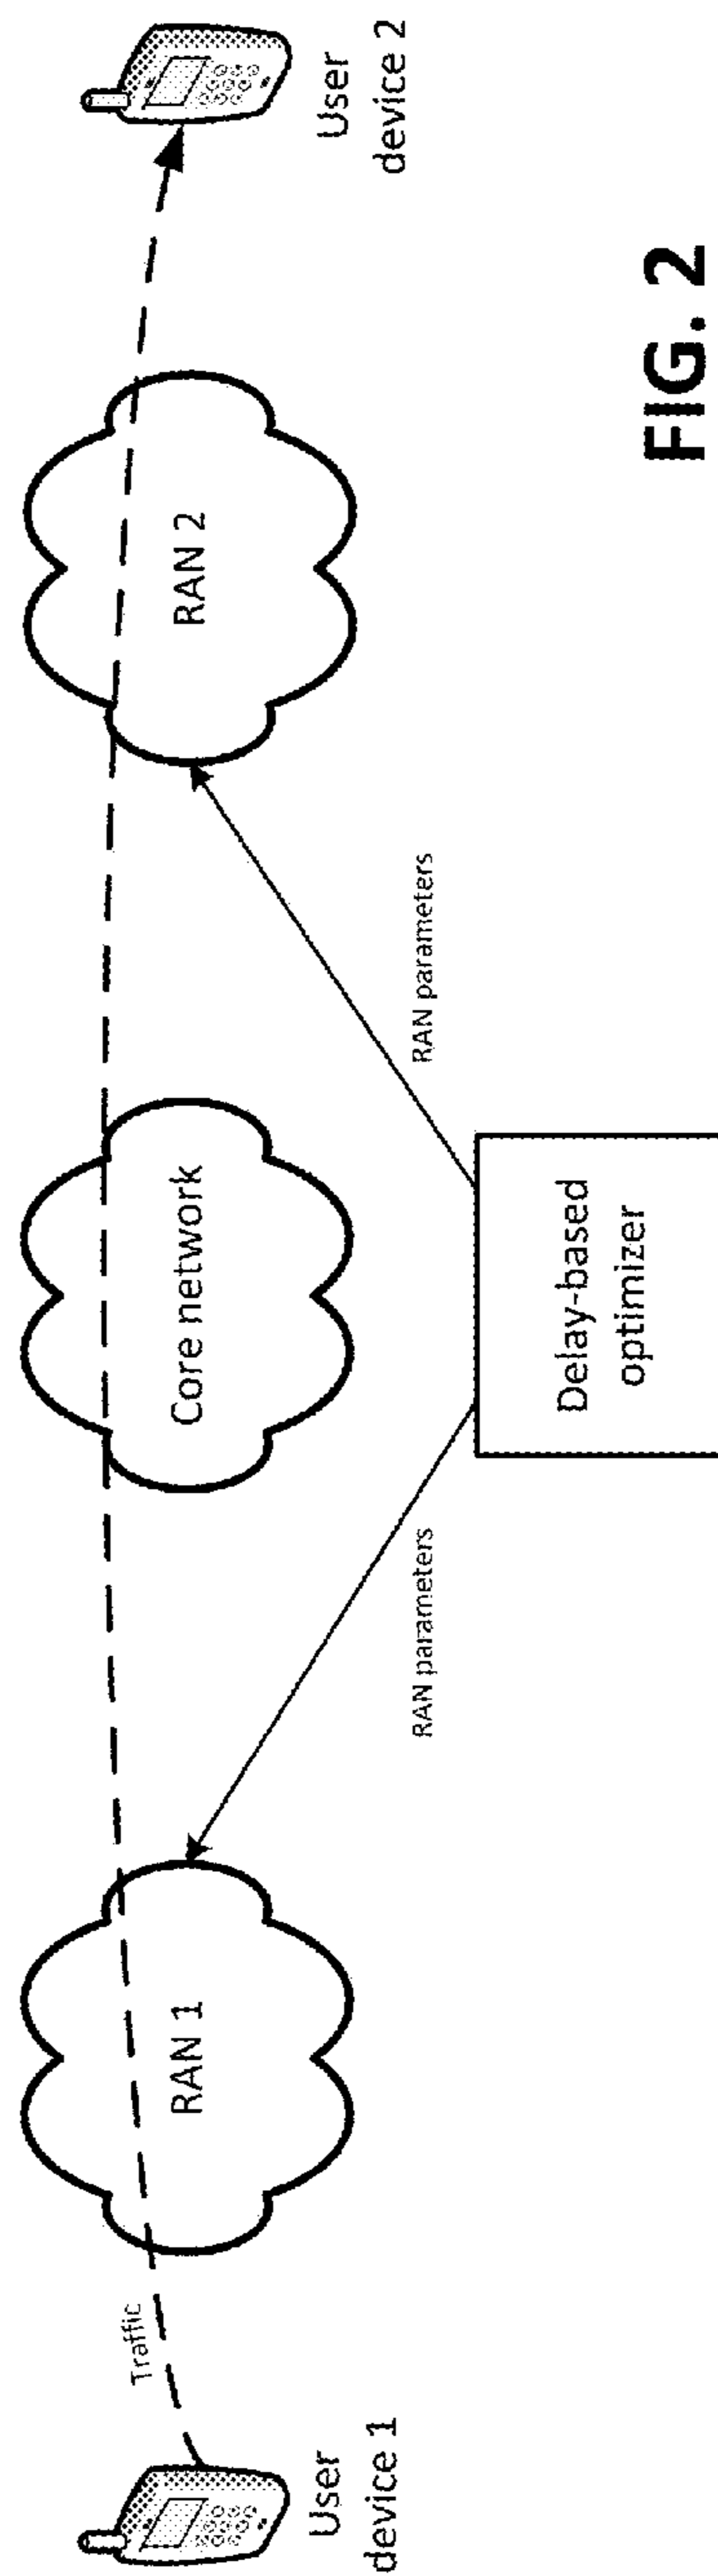 Traffic
User
device 1
RAN 1
Core network
RAN 2
User
device 2
RAN parameters
RAN parameters
Delay-based
optimizer
FIG. 2